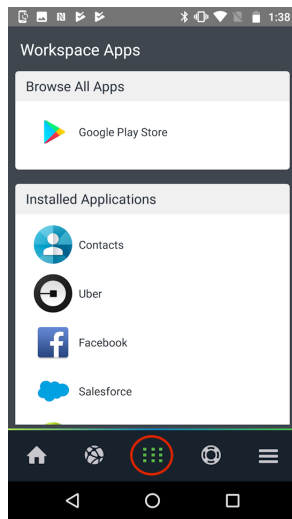 1:38
Workspace Apps
Browse All Apps
Google Play Store
Installed Applications
Contacts
Uber
Facebook
Salesforce